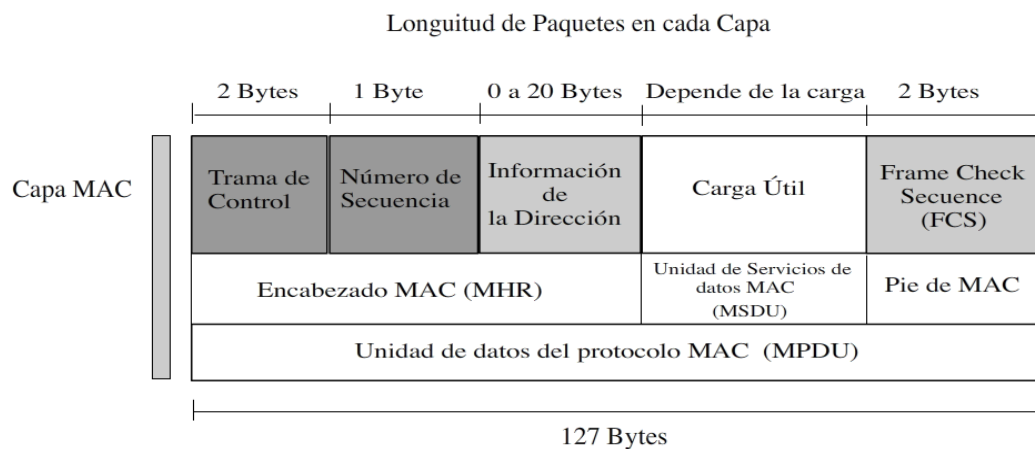 Longuitud de Paquetes en cada Capa
2 Bytes
1 Byte
0 a 20 Bytes
Depende de la carga
2 Bytes
Capa MAC
Trama de
Control
Número de
Secuencia
Información
de
la Dirección
Carga Útil
Frame Check
Secuence
(FCS)
Encabezado MAC (MHR)
Unidad de Servicios de
datos MAC
(MSDU)
Pie de MAC
Unidad de datos del protocolo MAC (MPDU)
127 Bytes